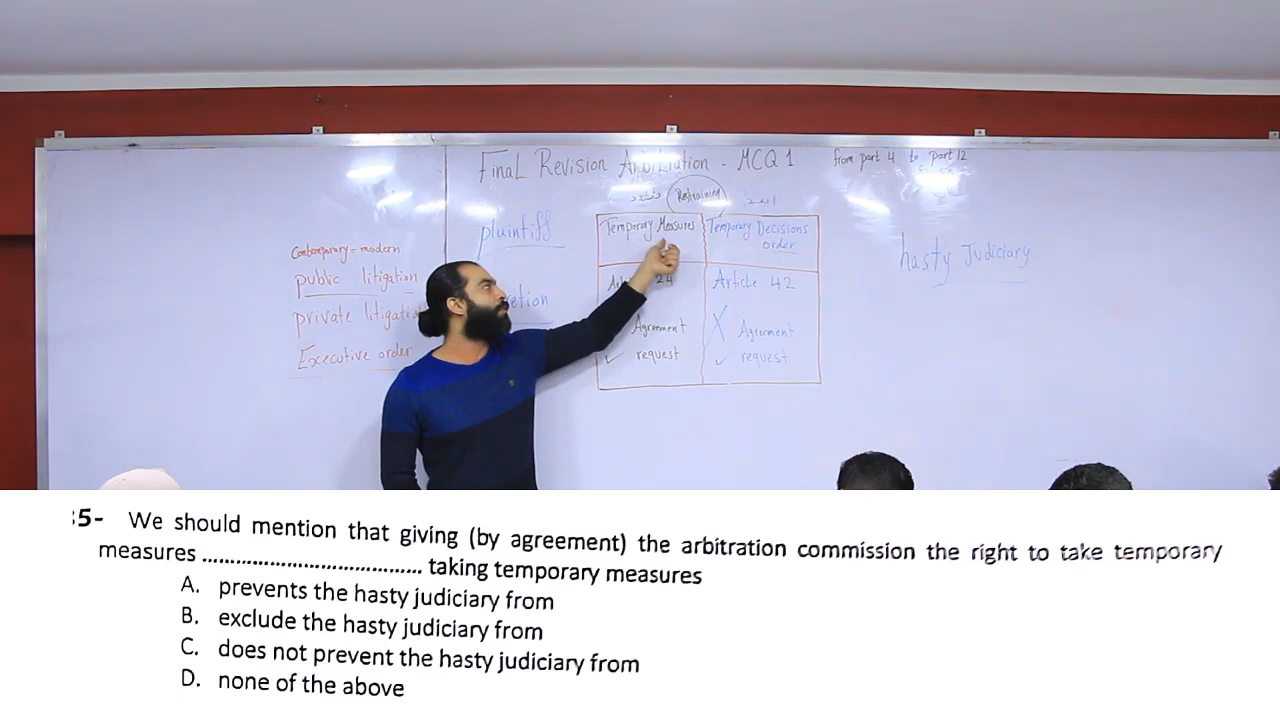 Final Revision Arbitration - MCQ 1 from part 4 to part 12
Restraining
plaintiff
Temporary Measures
Temporary Decisions
order
hasty Judiciary
Contemporary = modern
public litigation
24
Article 42
private litigation
Agreement
Agreement
Executive order
request
request
:5- We should mention that giving (by agreement) the arbitration commission the right to take temporary
measures ...................................... taking temporary measures
A. prevents the hasty judiciary from
B. exclude the hasty judiciary from
C. does not prevent the hasty judiciary from
D. none of the above